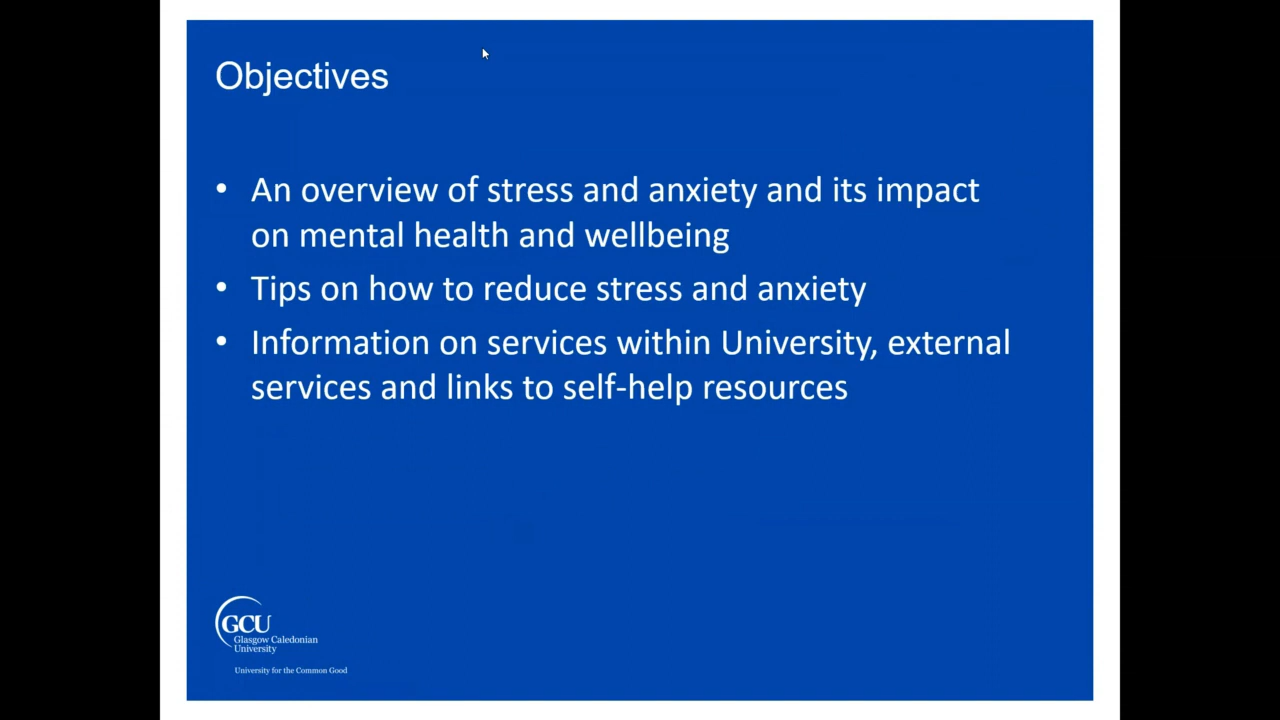 Objectives
• An overview of stress and anxiety and its impact
on mental health and wellbeing
• Tips on how to reduce stress and anxiety
• Information on services within University, external
services and links to self-help resources
GCU
Glasgow Caledonian
University
University for the Common Good